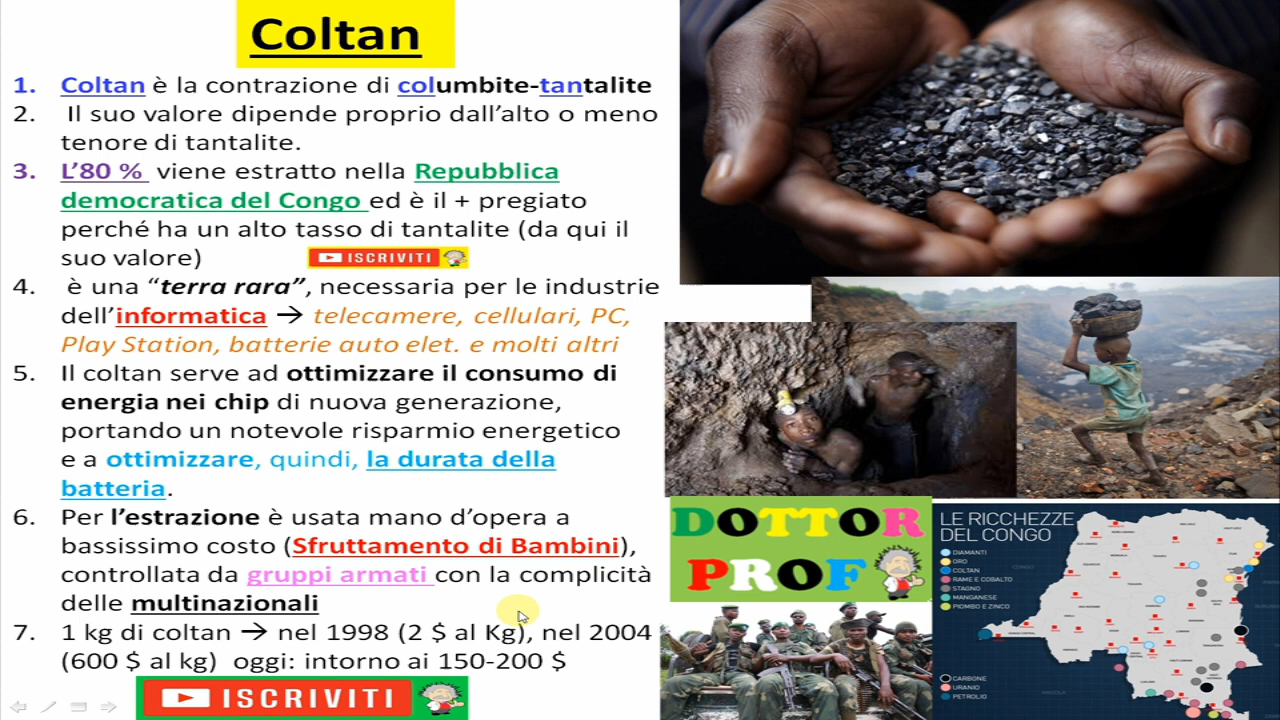 Coltan
1. Coltan è la contrazione di columbite-tantalite
2. Il suo valore dipende proprio dall'alto o meno
tenore di tantalite.
3. L'80 % viene estratto nella Repubblica
democratica del Congo ed è il + pregiato
perché ha un alto tasso di tantalite (da qui il
suo valore)
ISCRIVITI
4. è una “terra rara”, necessaria per le industrie
dell'informatica → telecamere, cellulari, PC,
Play Station, batterie auto elet. e molti altri
5. Il coltan serve ad ottimizzare il consumo di
energia nei chip di nuova generazione,
portando un notevole risparmio energetico
e a ottimizzare, quindi, la durata della
batteria.
6. Per l'estrazione è usata mano d'opera a
bassissimo costo (Sfruttamento di Bambini),
controllata da gruppi armati con la complicità
delle multinazionali
7. 1 kg di coltan → nel 1998 (2 $ al Kg), nel 2004
(600 $ al kg) oggi: intorno ai 150-200 $
ISCRIVITI
DOTTOR
PROF
LE RICCHEZZE
DEL CONGO
DIAMANTI
ORO
COLTAN
RAME E COBALTO
STAGNO
MANGANESE
PIOMBO E ZINCO
CARBONE
URANIO
PETROLIO
CONGO
ANGOLA